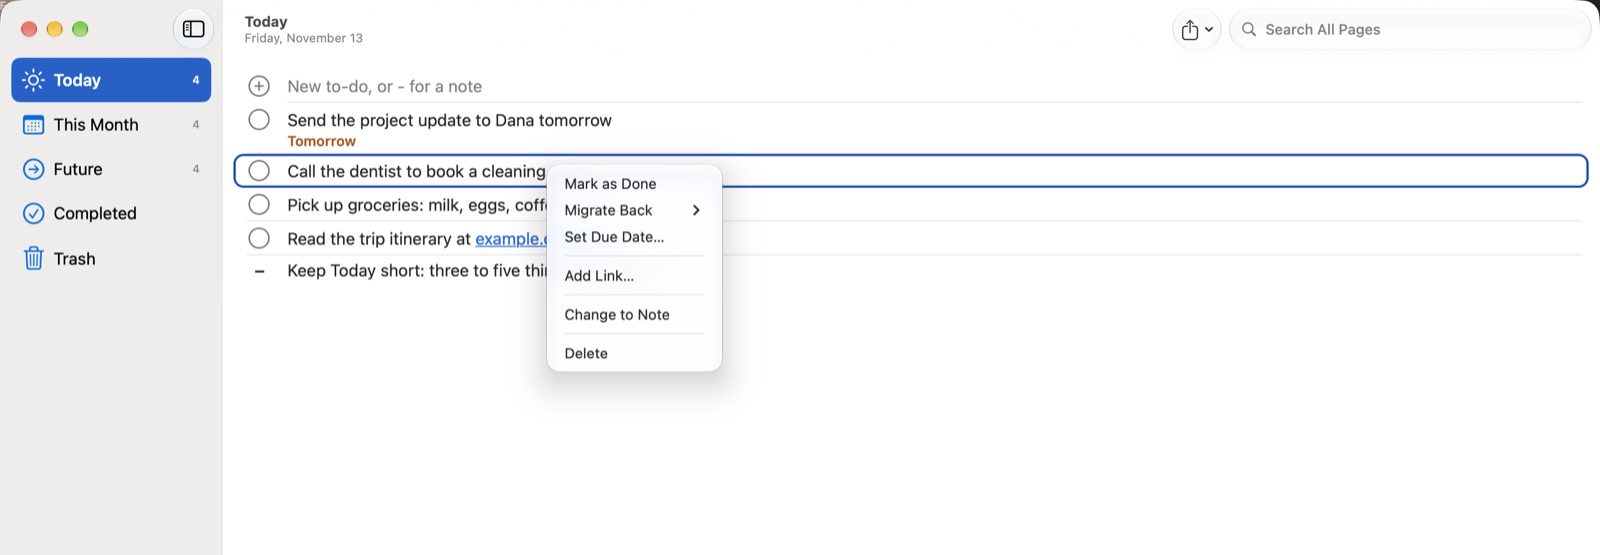 Today
Friday, November 13
Search All Pages
Today 4
This Month 4
Future 4
Completed
Trash
New to-do, or - for a note
Send the project update to Dana tomorrow
Tomorrow
Call the dentist to book a cleaning
Pick up groceries: milk, eggs,
Read the trip itinerary at
– Keep Today short: three to five
Mark as Done
Migrate Back
Set Due Date...
Add Link...
Change to Note
Delete